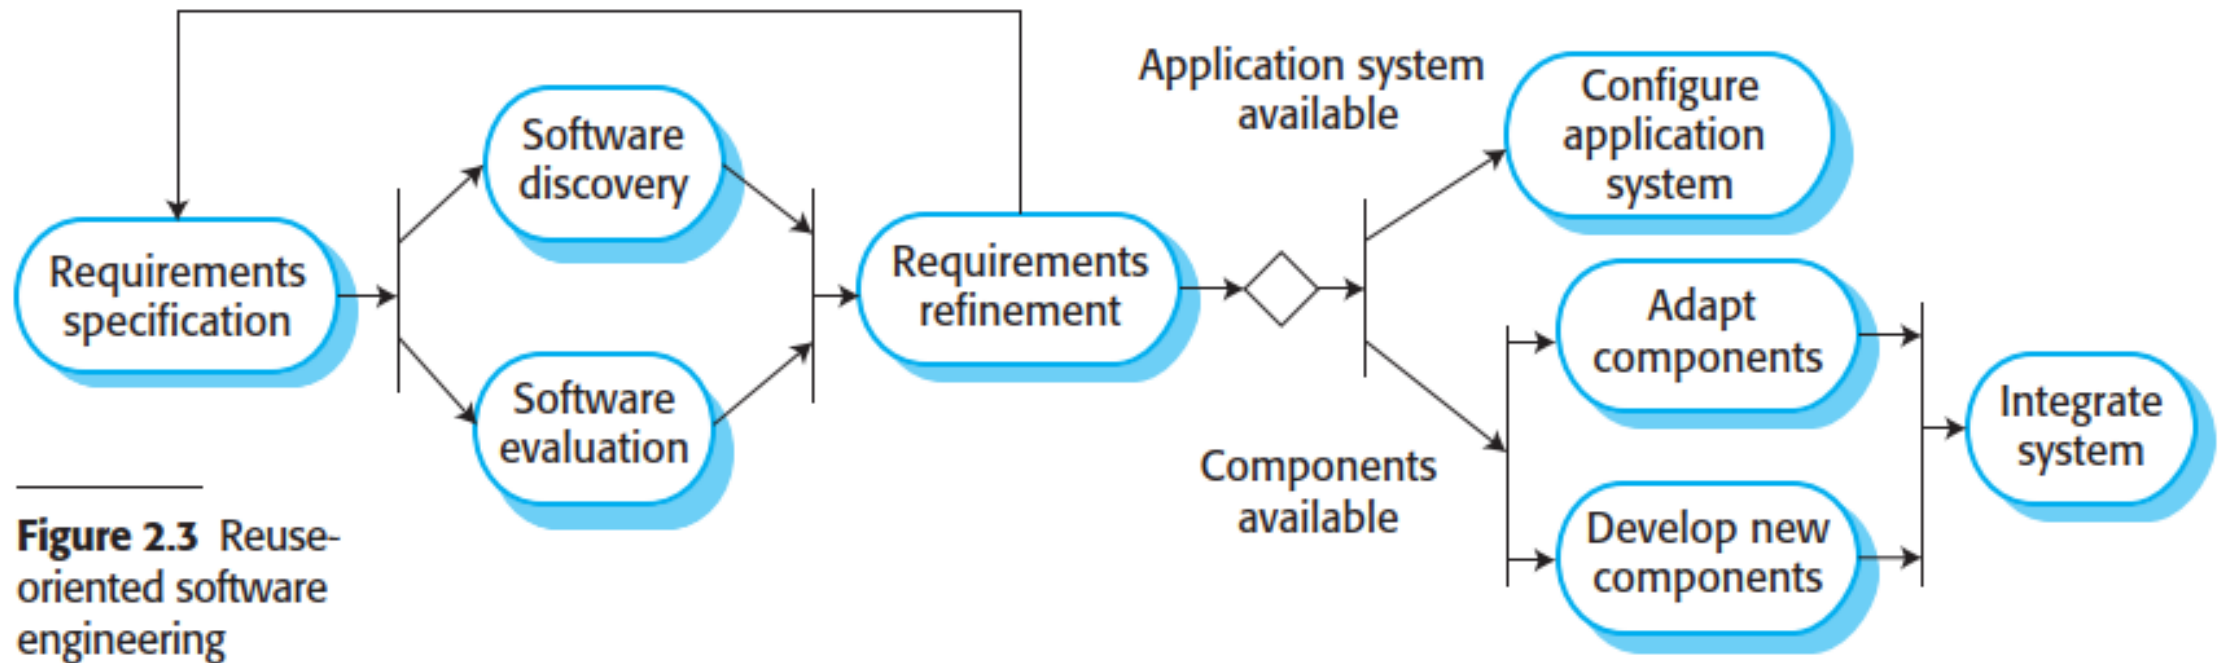 Requirements
specification
Software
discovery
Software
evaluation
Requirements
refinement
Application system
available
Components
available
Configure
application
system
Adapt
components
Develop new
components
Integrate
system
Figure 2.3 Reuse-
oriented software
engineering